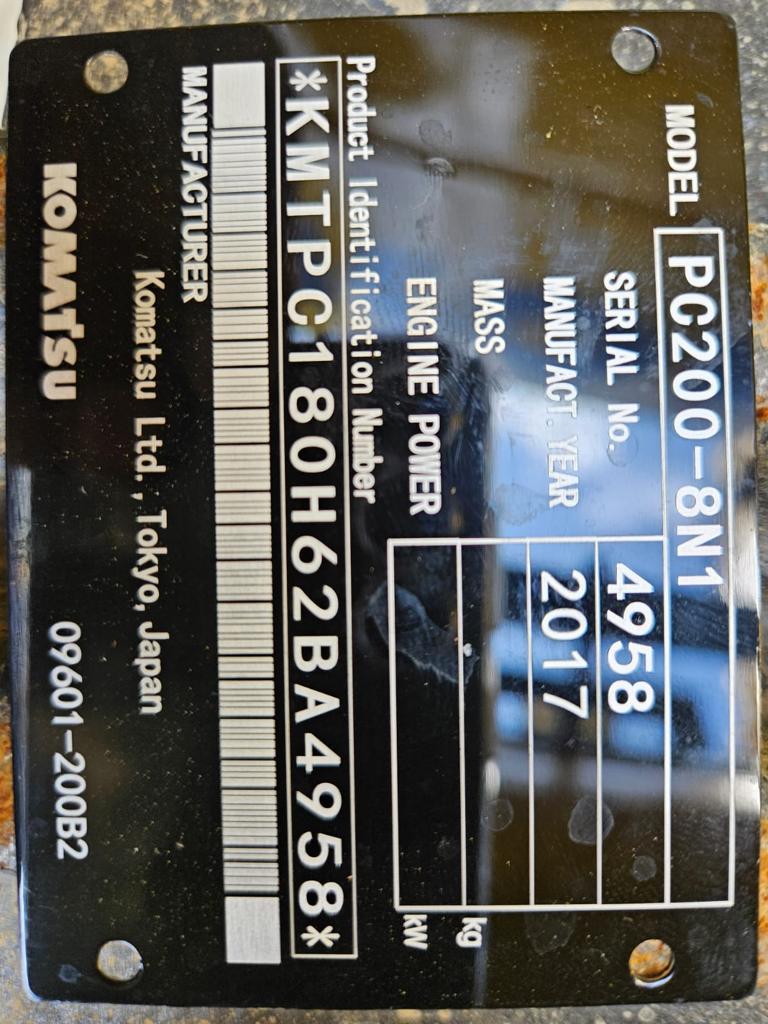 MODEL PC200-8N1
SERIAL No. 4958
MANUFACT.YEAR 2017
MASS kg
ENGINE POWER kW
Product Identification Number
*KMTPC180H62BA4958*
MANUFACTURER
Komatsu Ltd., Tokyo, Japan
KOMATSU 09601-200B2